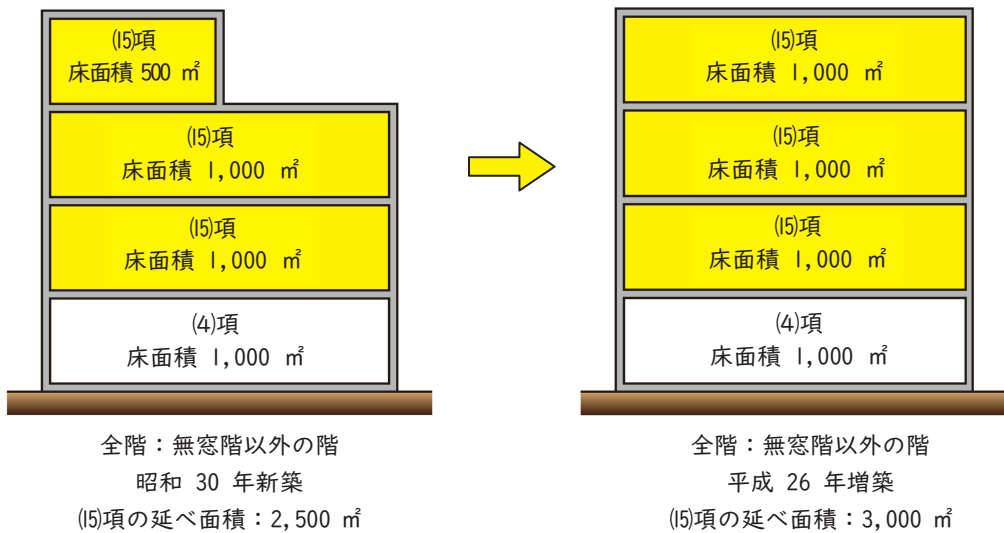 ⒂項
床面積 500 ㎡
⒂項
床面積 1,000 ㎡
⒂項
床面積 1,000 ㎡
⑷項
床面積 1,000 ㎡
全階：無窓階以外の階
昭和 30 年新築
⒂項の延べ面積：2,500 ㎡
⒂項
床面積 1,000 ㎡
⒂項
床面積 1,000 ㎡
⒂項
床面積 1,000 ㎡
⑷項
床面積 1,000 ㎡
全階：無窓階以外の階
平成 26 年増築
⒂項の延べ面積：3,000 ㎡